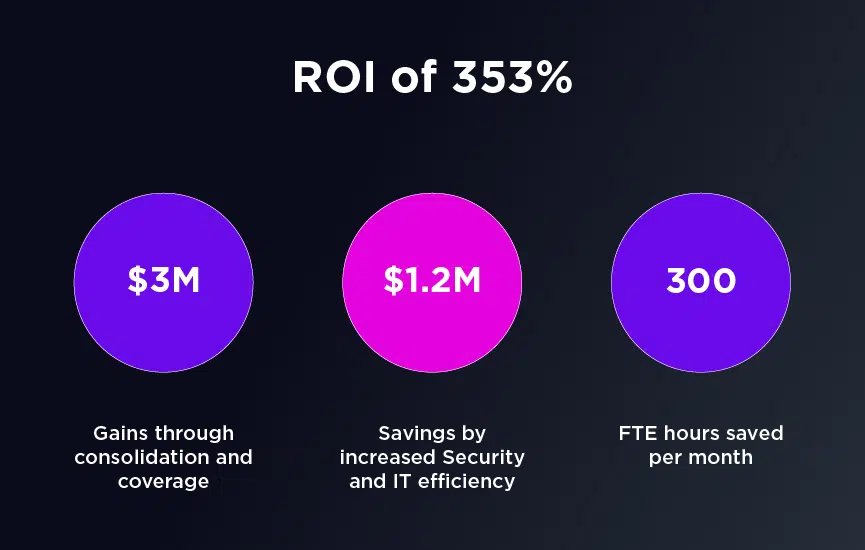 ROI of 353%
$3M
$1.2M
300
Gains through
consolidation and
coverage
Savings by
increased Security
and IT efficiency
FTE hours saved
per month